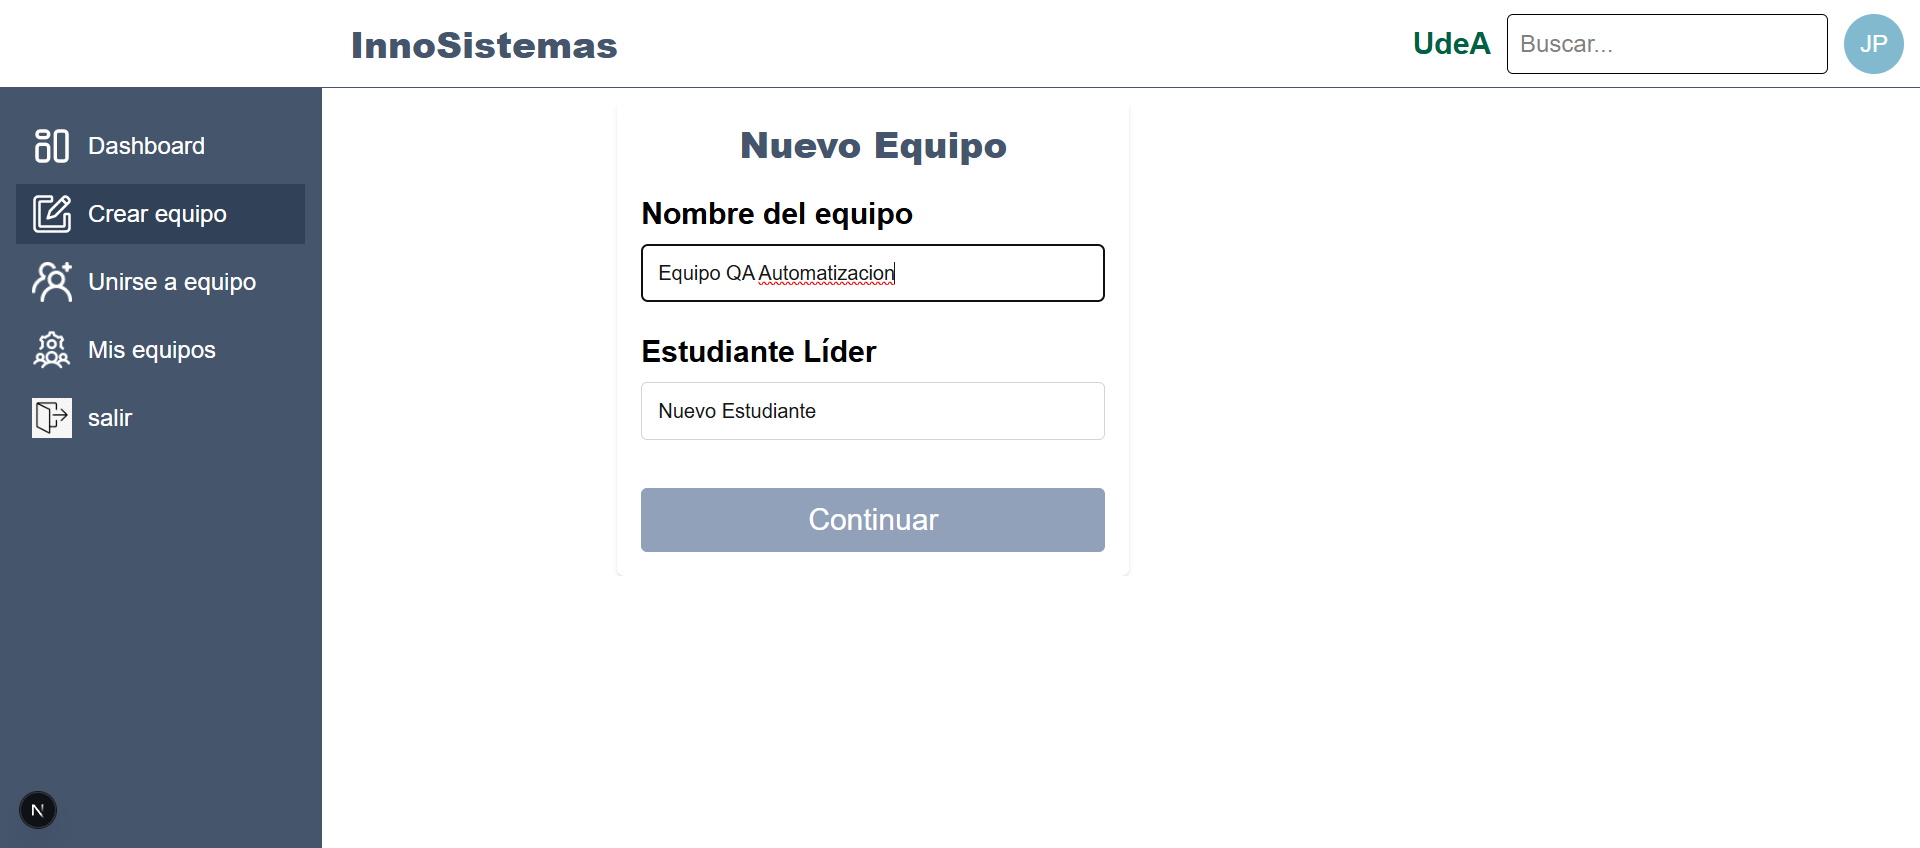 InnoSistemas
UdeA
Buscar...
JP
Dashboard
Crear equipo
Unirse a equipo
Mis equipos
salir
N
Nuevo Equipo
Nombre del equipo
Equipo QA Automatizacion
Estudiante Líder
Nuevo Estudiante
Continuar